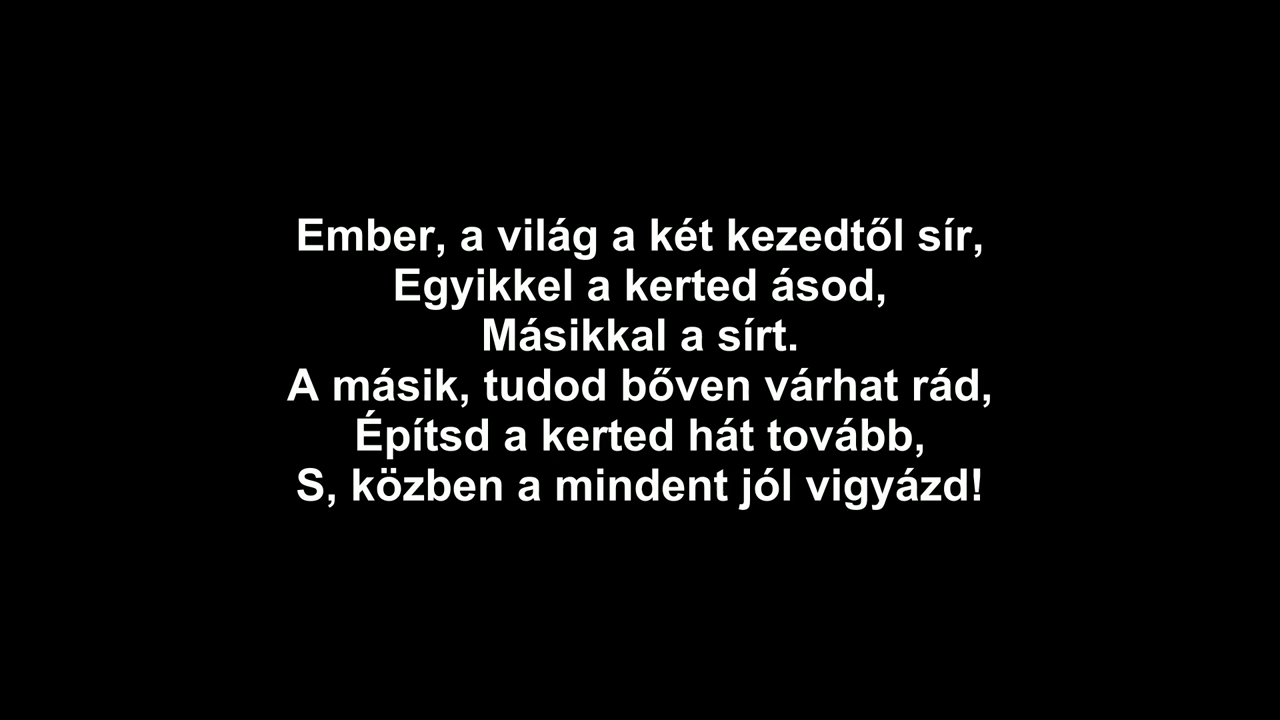 Ember, a világ a két kezedtől sír,
Egyikkel a kerted ásod,
Másikkal a sírt.
A másik, tudod bőven várhat rád,
Építsd a kerted hát tovább,
S, közben a mindent jól vigyázd!